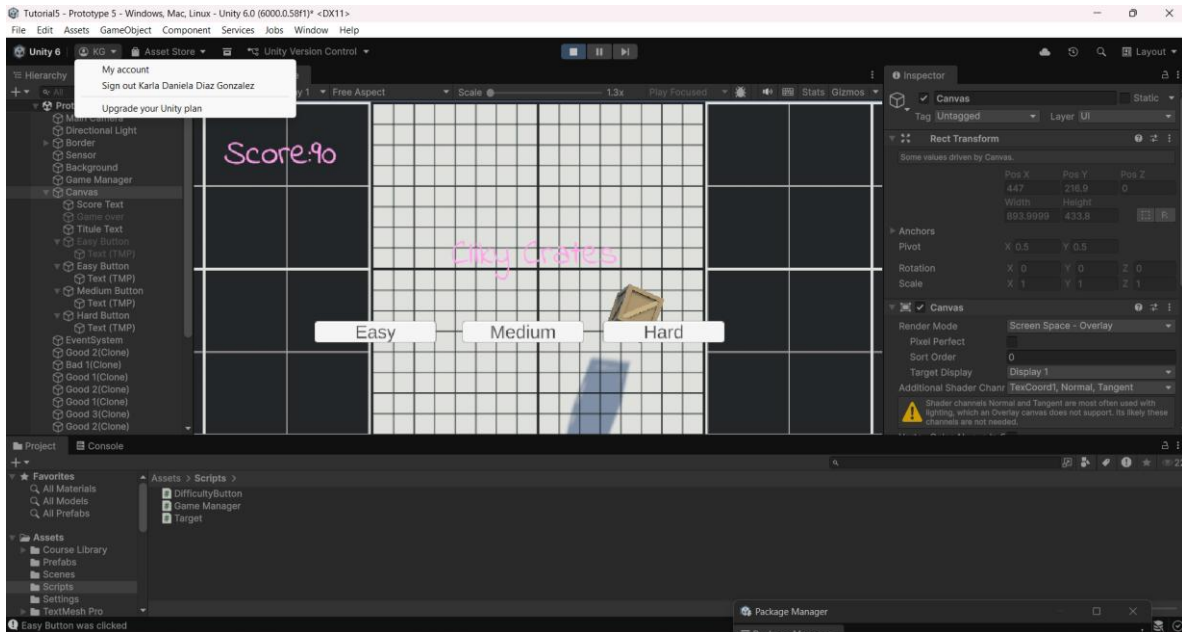 Tutorial5 - Prototype 5 - Windows, Mac, Linux - Unity 6.0 (6000.0.58f1)* <DX11>
File Edit Assets GameObject Component Services Jobs Window Help
Unity 6 KG Asset Store Unity Version Control Layout
My account
Sign out Karla Daniela Diaz Gonzalez
Upgrade your Unity plan
Hierarchy
All
Free Aspect Scale 1.3x Play Focused Stats Gizmos
Main Camera
Directional Light
Border
Sensor
Background
Game Manager
Canvas
Score Text
Game over
Titule Text
Easy Button
Text (TMP)
Easy Button
Text (TMP)
Medium Button
Text (TMP)
Hard Button
Text (TMP)
EventSystem
Good 2(Clone)
Bad 1(Clone)
Good 1(Clone)
Good 2(Clone)
Good 1(Clone)
Good 3(Clone)
Good 2(Clone)
Score:90
Cliky Crates
Easy Medium Hard
Inspector
Canvas Static
Tag Untagged Layer UI
Rect Transform
Some values driven by Canvas.
Pos X Pos Y Pos Z
447 216.9 0
Width Height
893.9999 433.8
R
Anchors
Pivot X 0.5 Y 0.5
Rotation X 0 Y 0 Z 0
Scale X 1 Y 1 Z 1
Canvas
Render Mode Screen Space - Overlay
Pixel Perfect
Sort Order 0
Target Display Display 1
Additional Shader Chanr TexCoord1, Normal, Tangent
Shader channels Normal and Tangent are most often used with
lighting, which an Overlay canvas does not support. Its likely these
channels are not needed.
Project Console
Favorites
All Materials
All Models
All Prefabs
Assets
Course Library
Prefabs
Scenes
Scripts
Settings
TextMesh Pro
Assets > Scripts >
DifficultyButton
Game Manager
Target
Package Manager
Easy Button was clicked